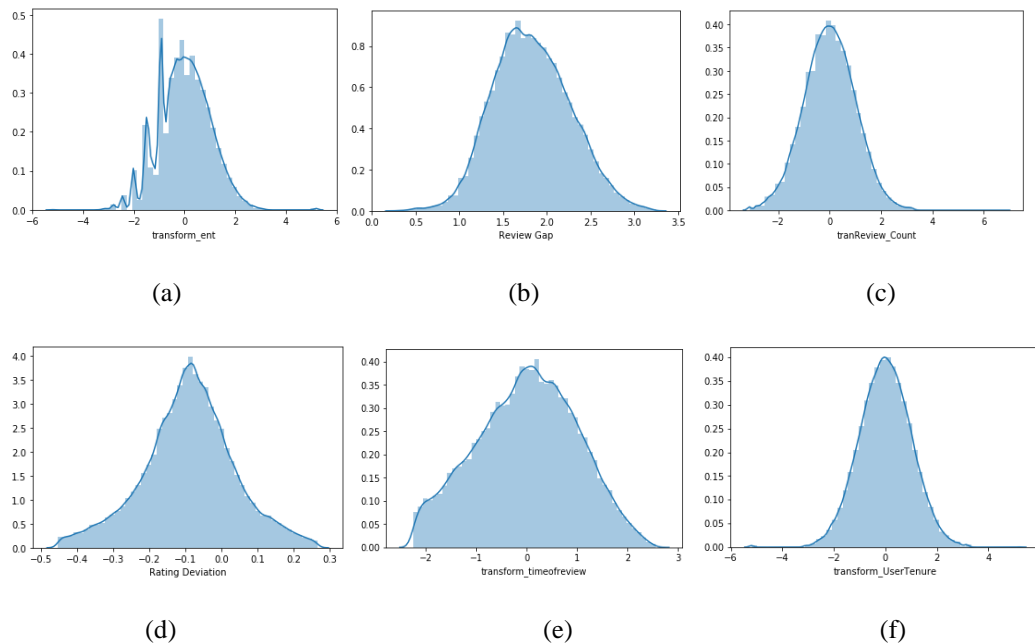 0.5
0.4
0.3
0.2
0.1
0.0
−6 −4 −2 0 2 4 6
transform_ent
(a)
0.8
0.6
0.4
0.2
0.0
0.0 0.5 1.0 1.5 2.0 2.5 3.0 3.5
Review Gap
(b)
0.40
0.35
0.30
0.25
0.20
0.15
0.10
0.05
0.00
−2 0 2 4 6
tranReview_Count
(c)
4.0
3.5
3.0
2.5
2.0
1.5
1.0
0.5
0.0
−0.5 −0.4 −0.3 −0.2 −0.1 0.0 0.1 0.2 0.3
Rating Deviation
(d)
0.40
0.35
0.30
0.25
0.20
0.15
0.10
0.05
0.00
−2 −1 0 1 2 3
transform_timeofreview
(e)
0.40
0.35
0.30
0.25
0.20
0.15
0.10
0.05
0.00
−6 −4 −2 0 2 4
transform_UserTenure
(f)